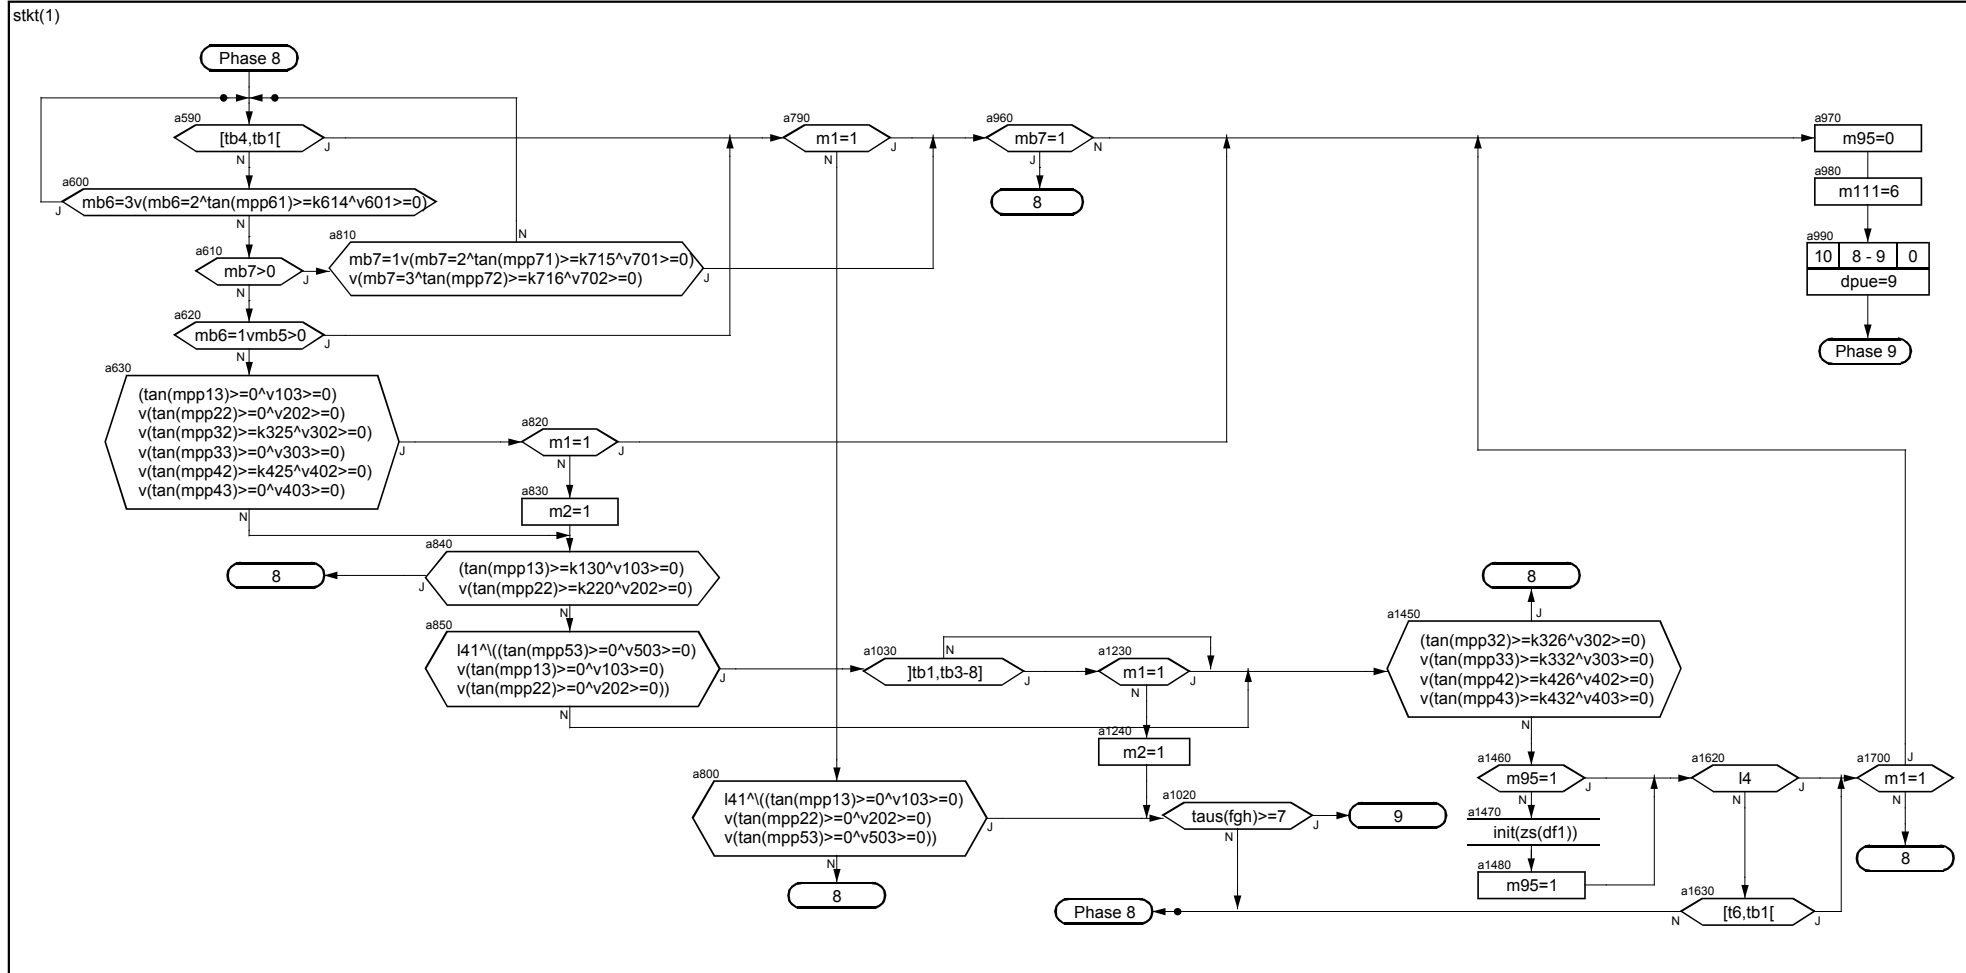 stkt(1)
Phase 8
a590
[tb4,tb1[
J
N
a600
mb6=3v(mb6=2^tan(mpp61)>=k614^v601>=0)
J
N
a610
mb7>0
J
N
a810
N
mb7=1v(mb7=2^tan(mpp71)>=k715^v701>=0)
v(mb7=3^tan(mpp72)>=k716^v702>=0)
J
a620
mb6=1vmb5>0
J
N
a630
(tan(mpp13)>=0^v103>=0)
v(tan(mpp22)>=0^v202>=0)
v(tan(mpp32)>=k325^v302>=0)
v(tan(mpp33)>=0^v303>=0)
v(tan(mpp42)>=k425^v402>=0)
v(tan(mpp43)>=0^v403>=0)
J
N
a820
m1=1
J
N
a830
m2=1
a840
(tan(mpp13)>=k130^v103>=0)
v(tan(mpp22)>=k220^v202>=0)
J
N
8
a850
l41^\((tan(mpp53)>=0^v503>=0)
v(tan(mpp13)>=0^v103>=0)
v(tan(mpp22)>=0^v202>=0))
J
N
a790
m1=1
J
N
a800
l41^\((tan(mpp13)>=0^v103>=0)
v(tan(mpp22)>=0^v202>=0)
v(tan(mpp53)>=0^v503>=0))
J
N
8
a960
mb7=1
N
J
8
a970
m95=0
a980
m111=6
a990
10
8 - 9
0
dpue=9
Phase 9
a1030
N
]tb1,tb3-8]
J
a1230
m1=1
J
N
a1240
m2=1
a1020
taus(fgh)>=7
J
N
9
Phase 8
8
J
a1450
(tan(mpp32)>=k326^v302>=0)
v(tan(mpp33)>=k332^v303>=0)
v(tan(mpp42)>=k426^v402>=0)
v(tan(mpp43)>=k432^v403>=0)
N
a1460
m95=1
J
N
a1470
init(zs(df1))
a1480
m95=1
a1620
l4
J
N
a1630
[t6,tb1[
N
J
a1700
J
m1=1
N
8